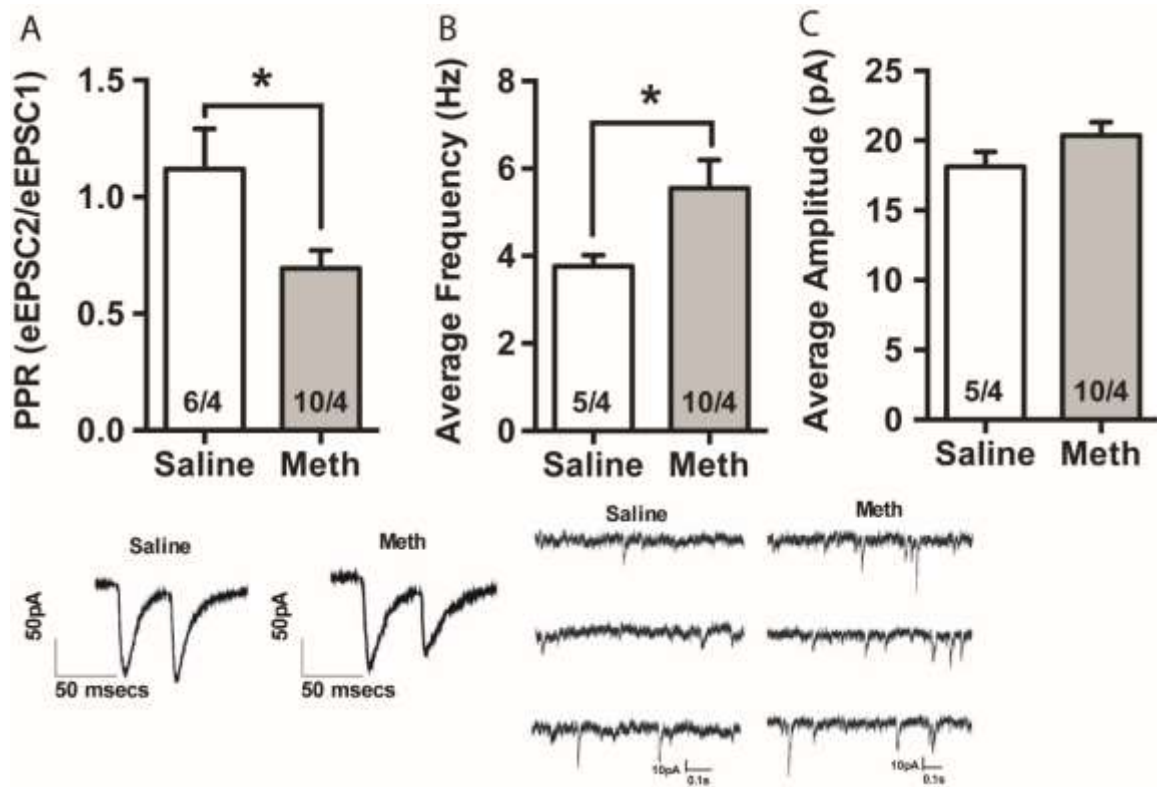 A
PPR (eEPSC2/eEPSC1)
1.5
1.0
0.5
0.0
*
6/4
10/4
Saline
Meth
B
Average Frequency (Hz)
8
6
4
2
0
*
5/4
10/4
Saline
Meth
C
Average Amplitude (pA)
25
20
15
10
5
0
5/4
10/4
Saline
Meth
Saline
50pA
50 msecs
Meth
50pA
50 msecs
Saline
10pA
0.1s
Meth
10pA
0.1s